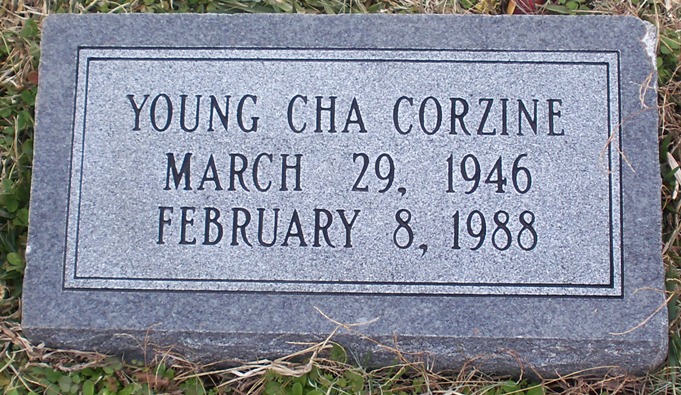 YOUNG CHA CORZINE
MARCH 29, 1946
FEBRUARY 8, 1988